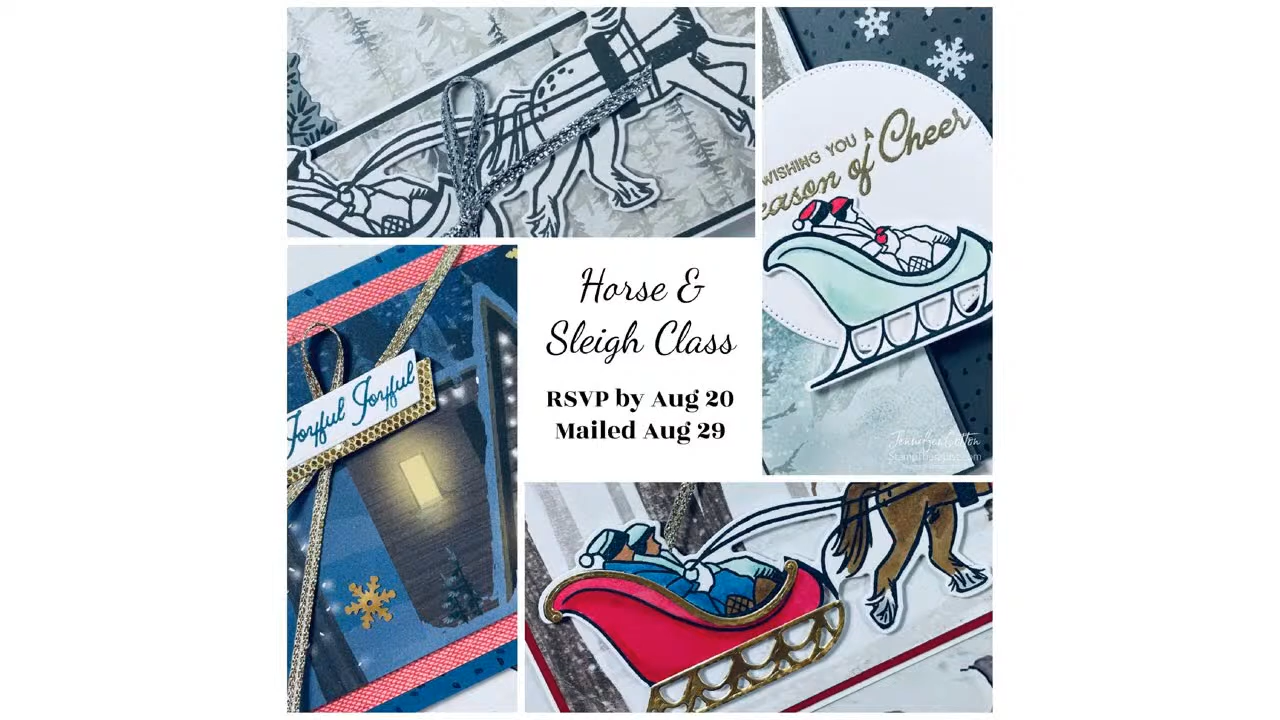 WISHING YOU A
Season of Cheer
Horse &
Sleigh Class
RSVP by Aug 20
Mailed Aug 29
Joyful Joyful